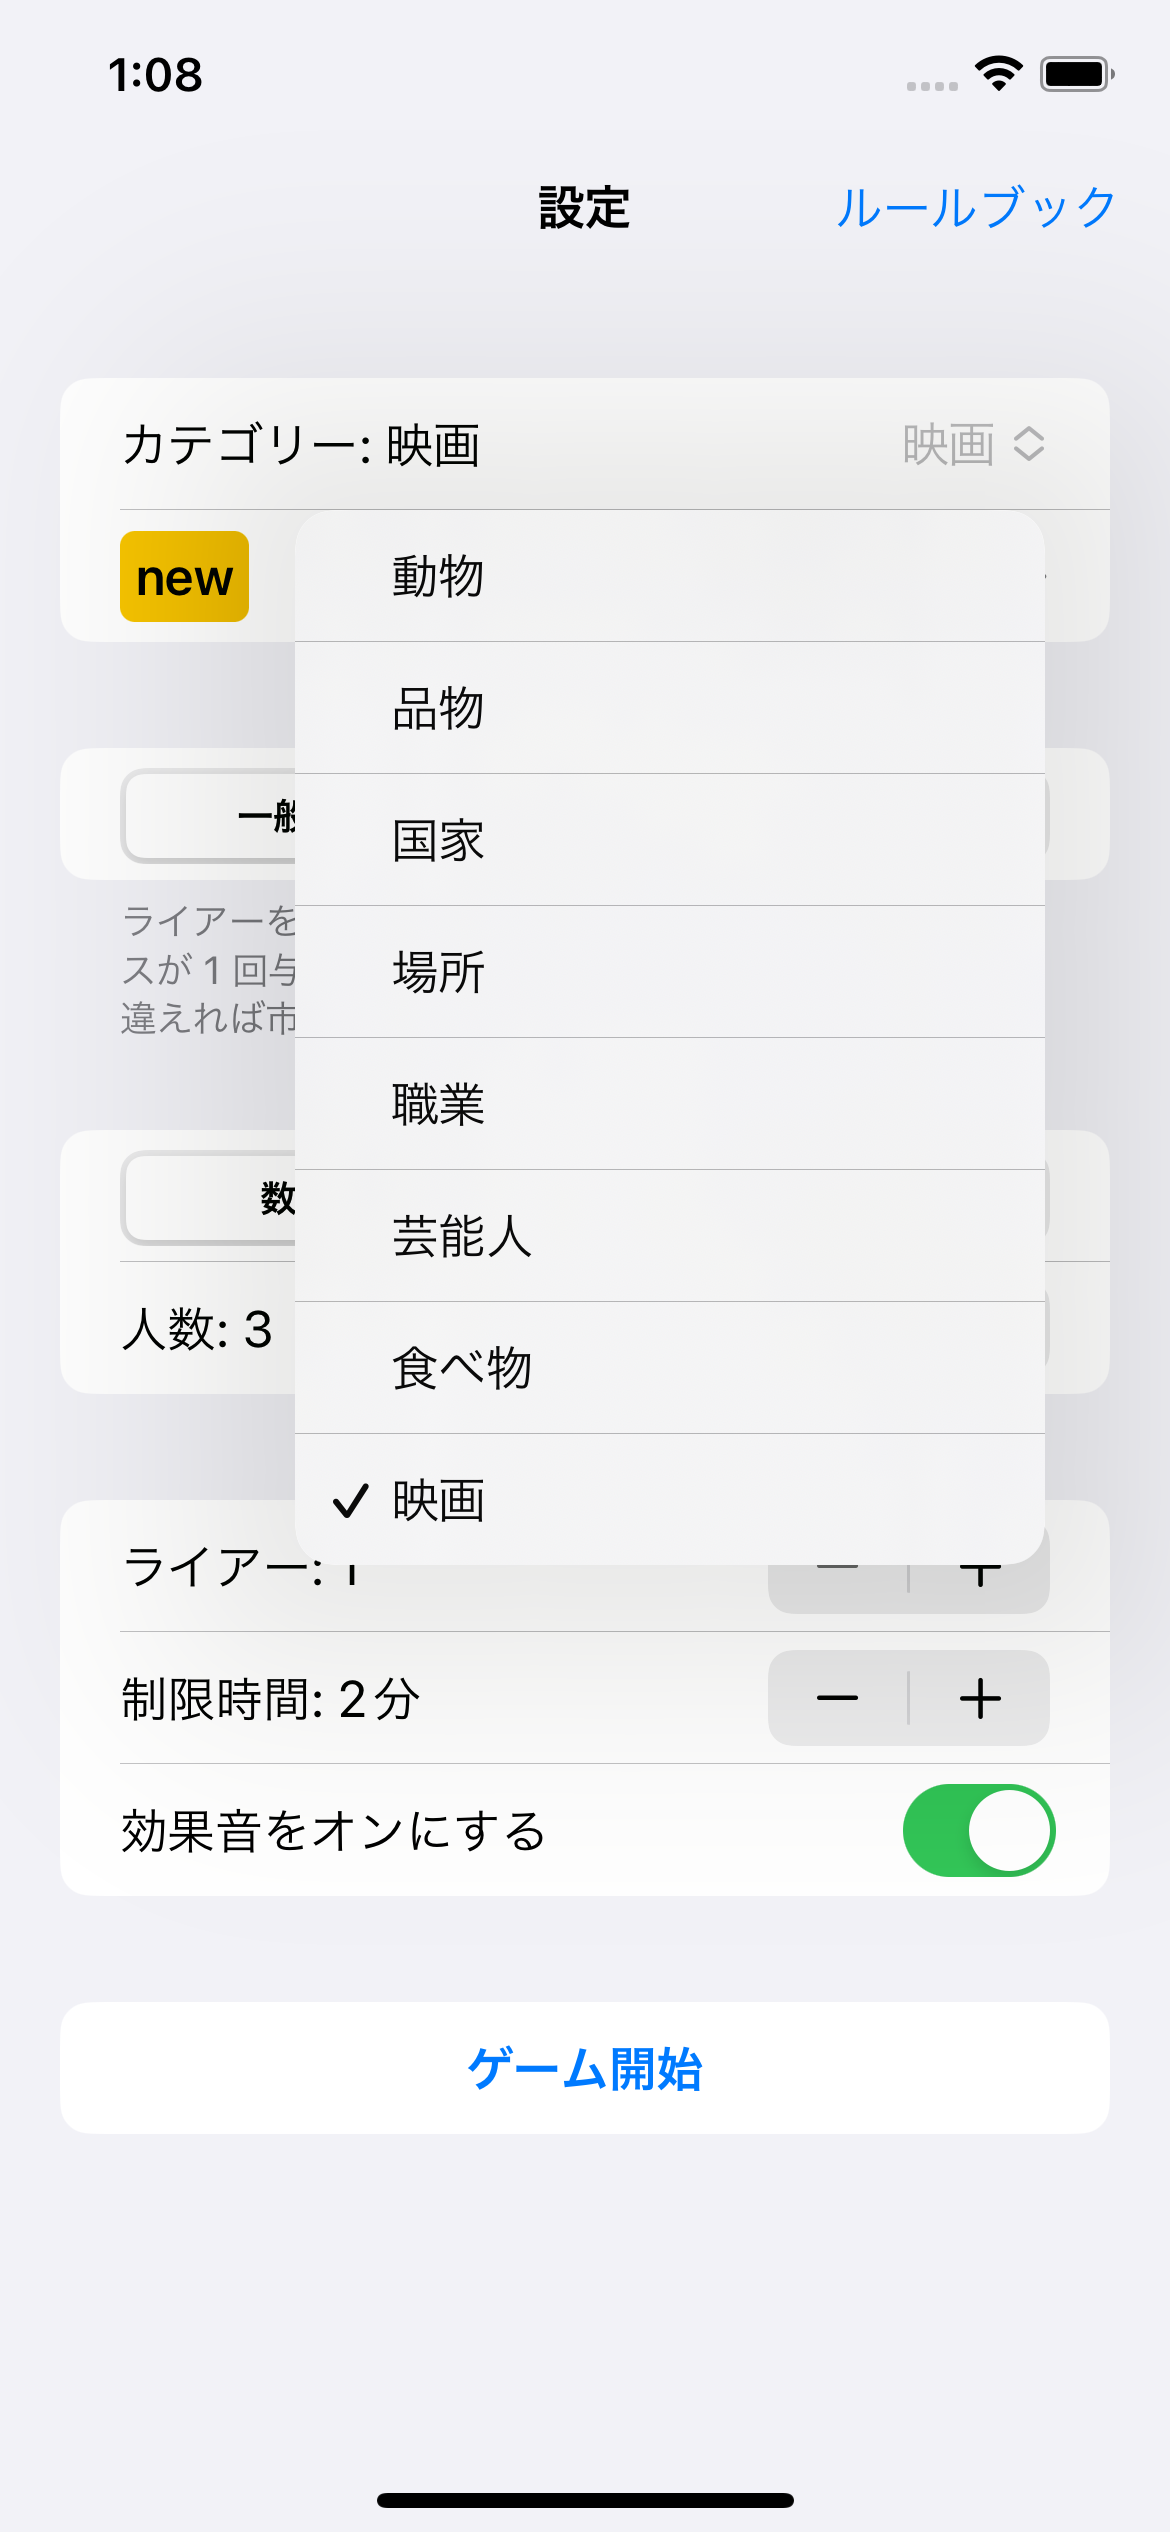 1:08
設定
ルールブック
カテゴリー: 映画
映画
new
動物
品物
国家
場所
職業
芸能人
食べ物
映画
一般
ライアーを
スが 1 回与
違えれば市
数
人数: 3
ライアー: 1
制限時間: 2 分
効果音をオンにする
ゲーム開始